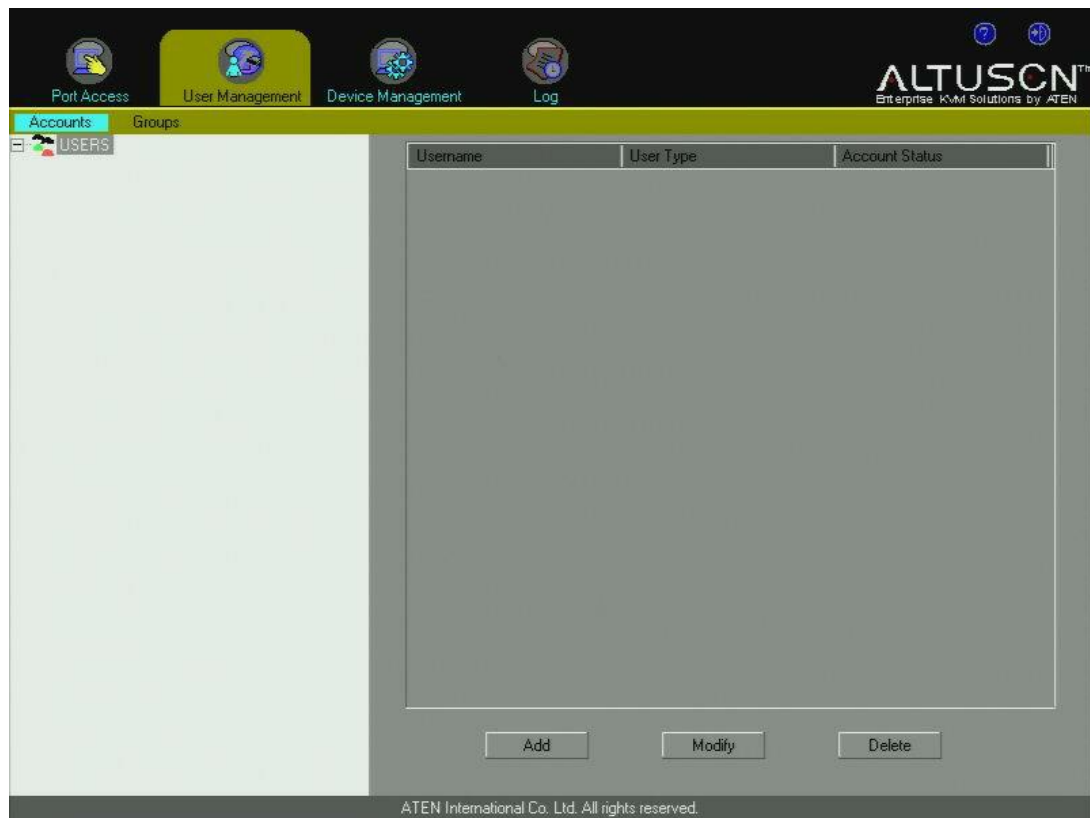 Port Access
User Management
Device Management
Log
ALTUSCN™
Enterprise KVM Solutions by ATEN
Accounts
Groups
USERS
Username
User Type
Account Status
Add
Modify
Delete
ATEN International Co. Ltd. All rights reserved.